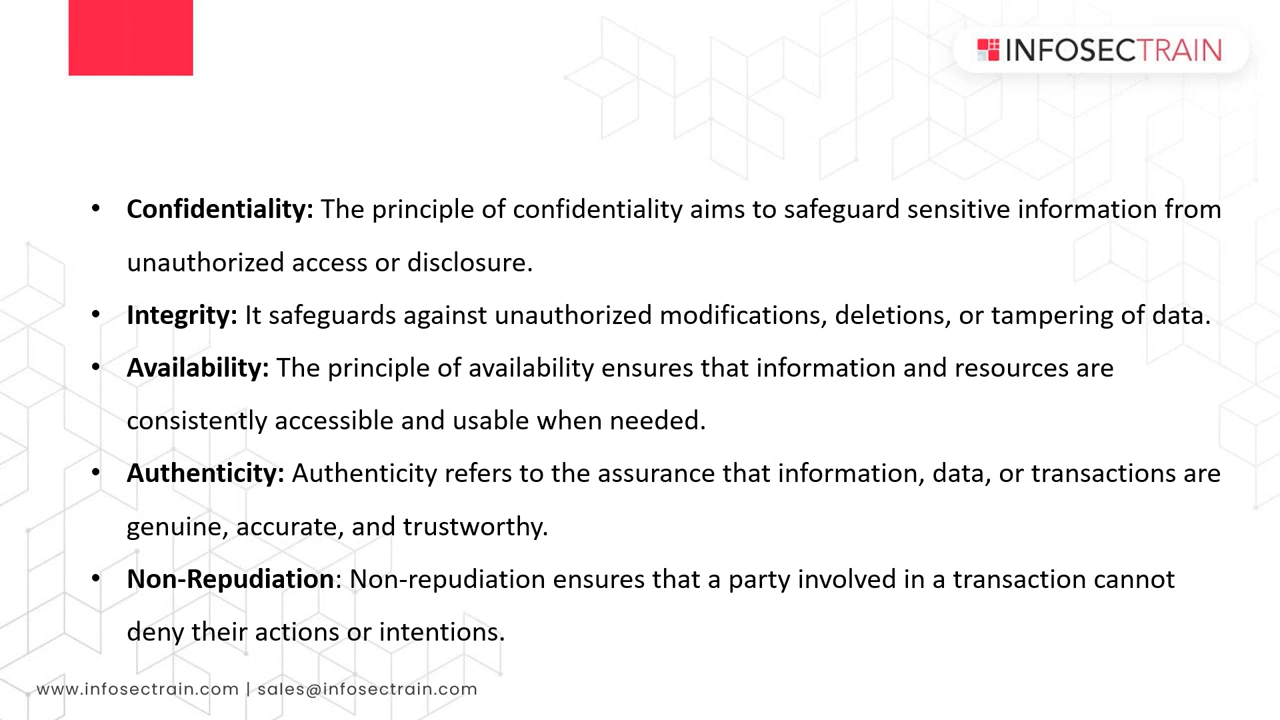 INFOSECTRAIN
• Confidentiality: The principle of confidentiality aims to safeguard sensitive information from
unauthorized access or disclosure.
• Integrity: It safeguards against unauthorized modifications, deletions, or tampering of data.
• Availability: The principle of availability ensures that information and resources are
consistently accessible and usable when needed.
• Authenticity: Authenticity refers to the assurance that information, data, or transactions are
genuine, accurate, and trustworthy.
• Non-Repudiation: Non-repudiation ensures that a party involved in a transaction cannot
deny their actions or intentions.
www.infosectrain.com | sales@infosectrain.com